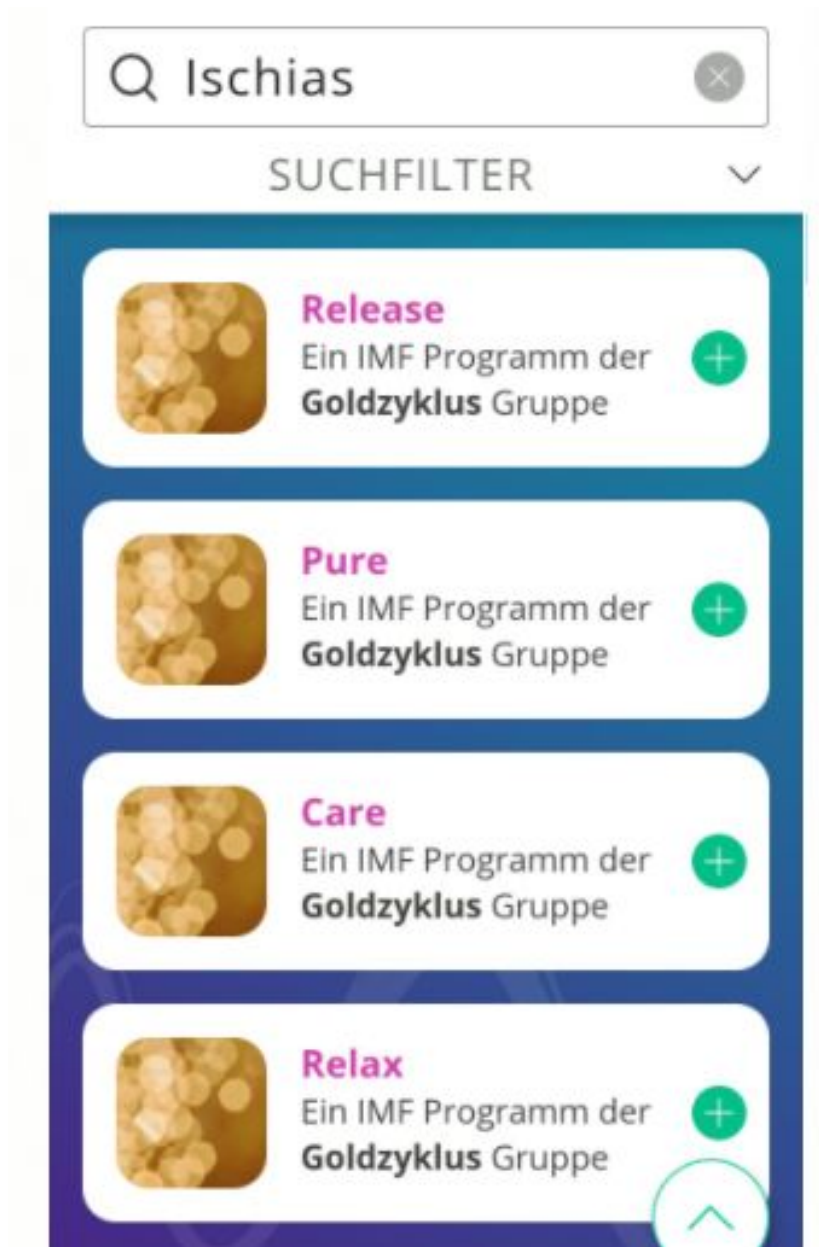 Ischias
SUCHFILTER
Release
Ein IMF Programm der
Goldzyklus Gruppe
Pure
Ein IMF Programm der
Goldzyklus Gruppe
Care
Ein IMF Programm der
Goldzyklus Gruppe
Relax
Ein IMF Programm der
Goldzyklus Gruppe